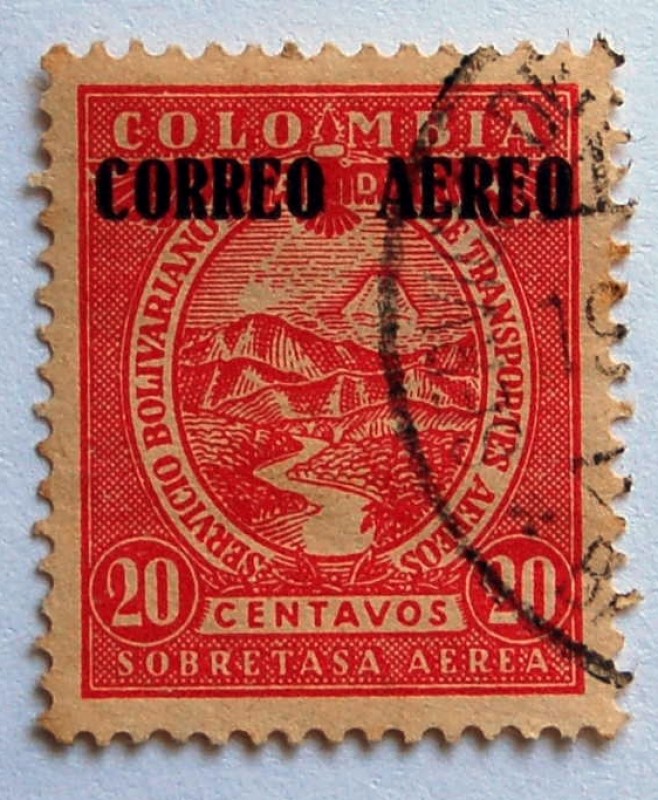 COLOMBIA
CORREO AEREO
SERVICIO BOLIVARIANO DE TRANSPORTES AEREOS
20 CENTAVOS 20
SOBRETASA AEREA